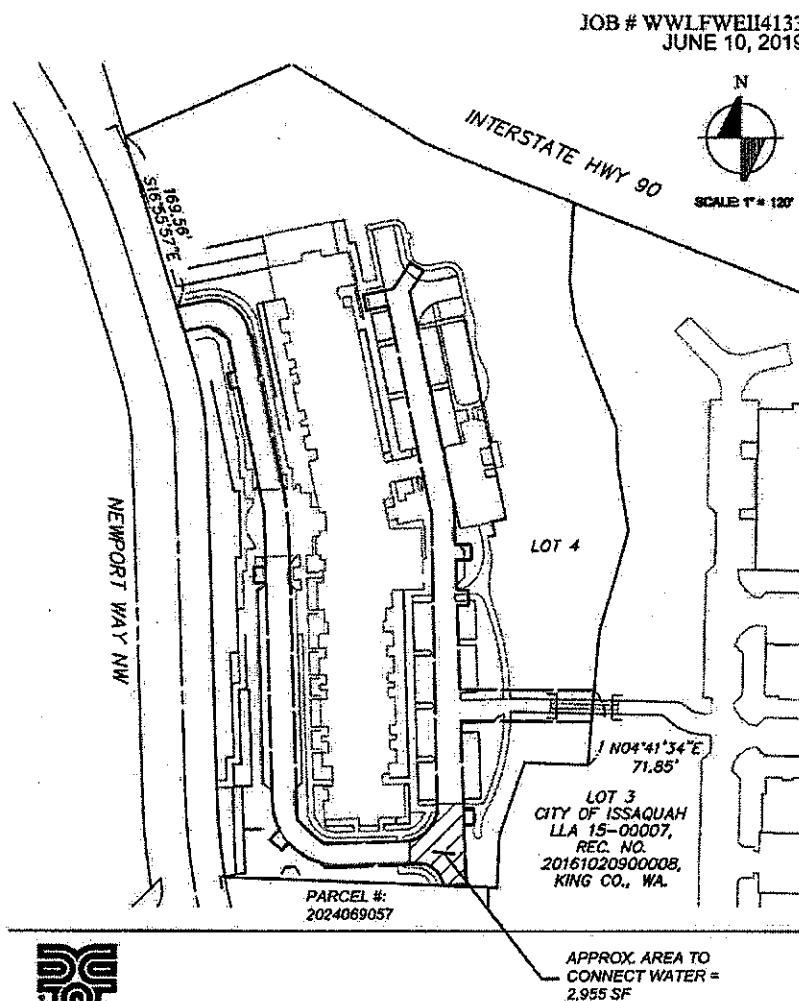 JOB # WWLFWEII4133
JUNE 10, 2019
N
SCALE: 1" = 120'
INTERSTATE HWY 90
169.56'
S16°55'57"E
NEWPORT WAY NW
LOT 4
N04°41'34"E
71.85'
LOT 3
CITY OF ISSAQUAH
LLA 15-00007,
REC. NO.
20161020900008,
KING CO., WA.
PARCEL #:
2024069057
APPROX. AREA TO
CONNECT WATER =
2,955 SF